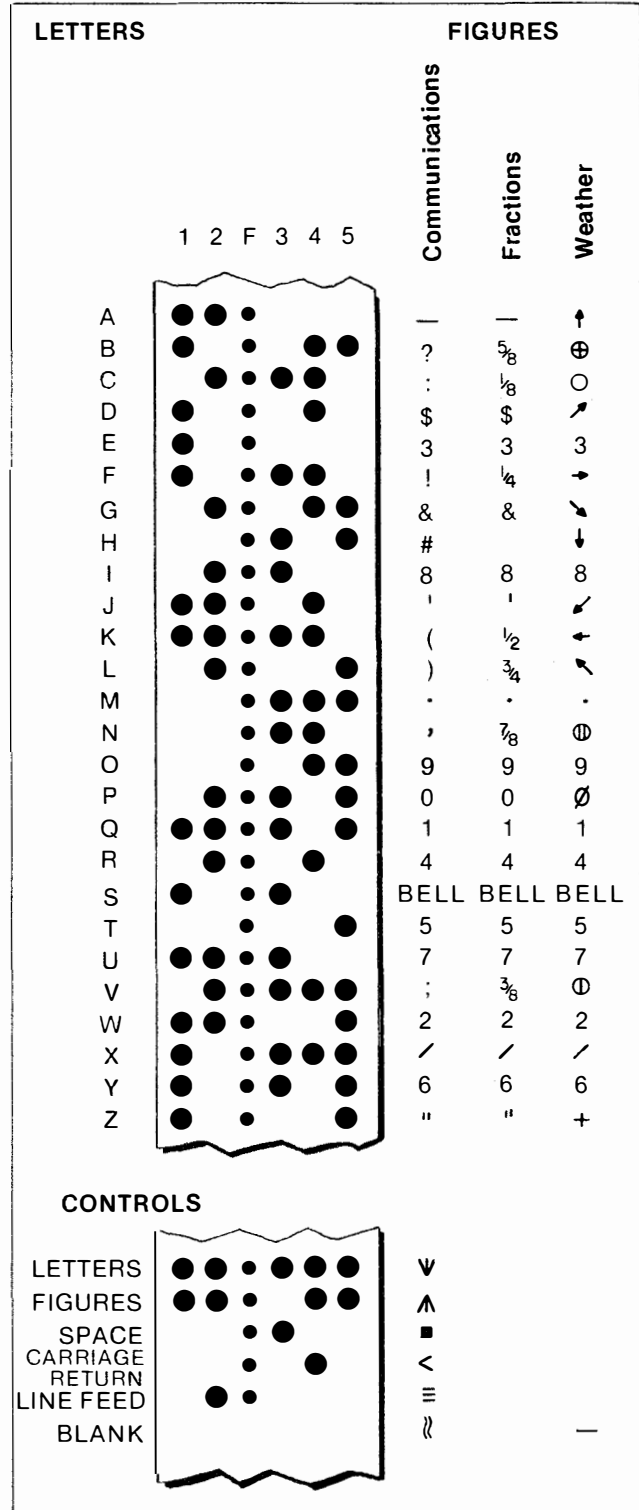 LETTERS FIGURES
Communications Fractions Weather
1 2 F 3 4 5
A — — ↑
B ? ⅝ ⊕
C : ⅛ ○
D $ $ ↗
E 3 3 3
F ! ¼ →
G & & ↘
H # ↓
I 8 8 8
J ' ' ↙
K ( ½ ←
L ) ¾ ↖
M . . .
N , ⅞ ⦷
O 9 9 9
P 0 0 Ø
Q 1 1 1
R 4 4 4
S BELL BELL BELL
T 5 5 5
U 7 7 7
V ; ⅜ ⦶
W 2 2 2
X / / /
Y 6 6 6
Z " " +
CONTROLS
LETTERS
FIGURES
SPACE ■
CARRIAGE <
RETURN
LINE FEED ≡
BLANK —